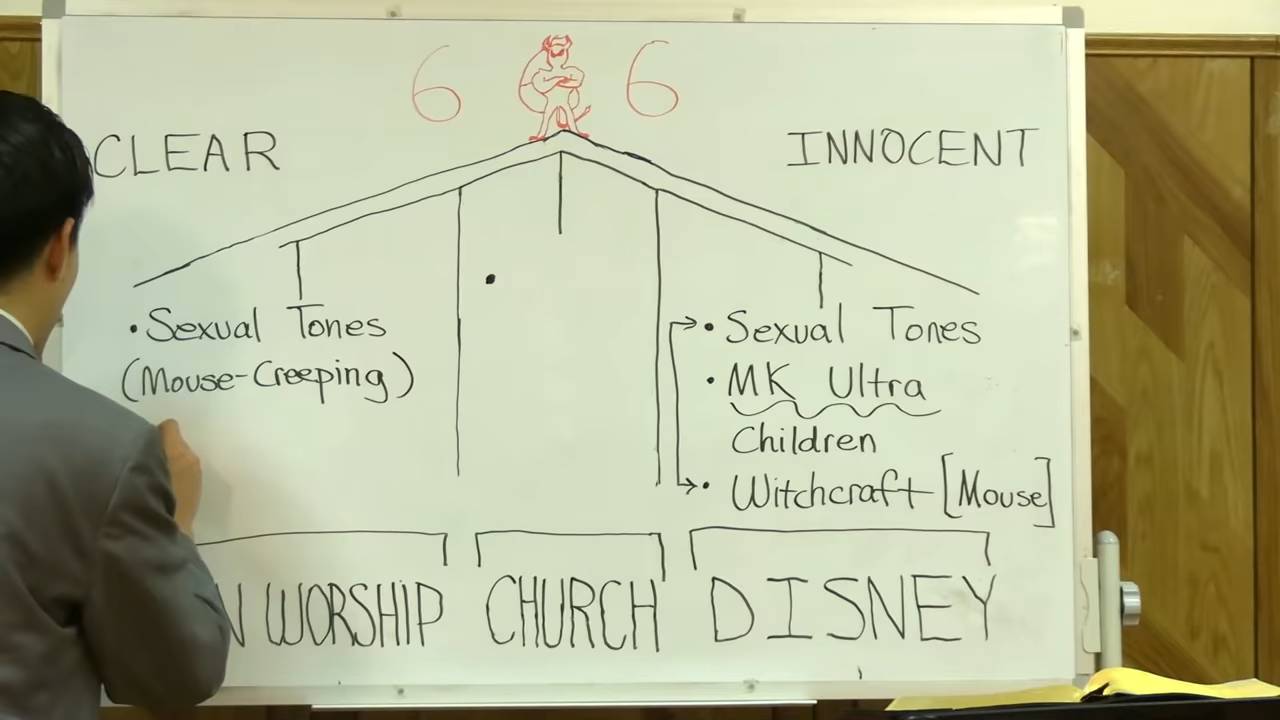 6 6
CLEAR
INNOCENT
• Sexual Tones
(Mouse-Creeping)
• Sexual Tones
• MK Ultra
Children
• Witchcraft [Mouse]
WORSHIP
CHURCH
DISNEY